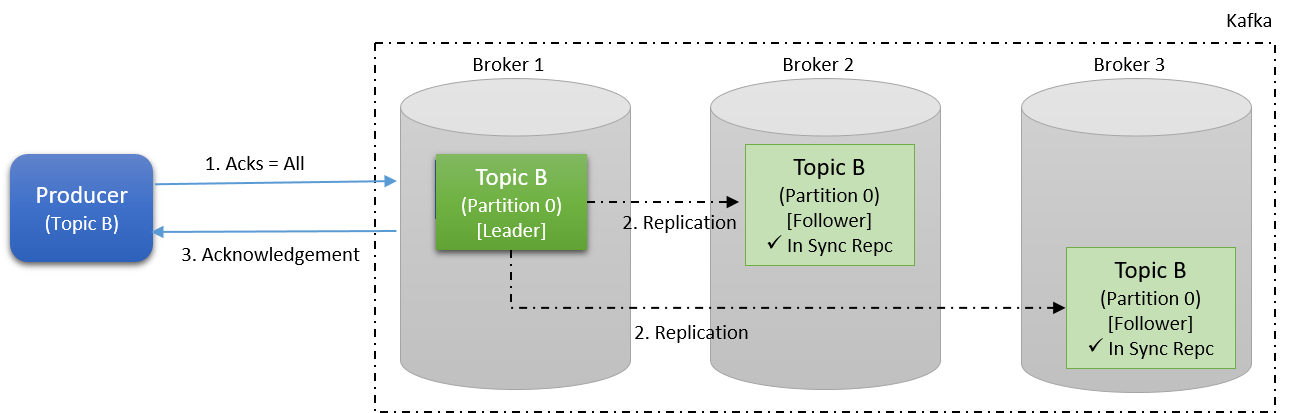 Kafka
Broker 1
Broker 2
Broker 3
1. Acks = All
Producer
(Topic B)
3. Acknowledgement
Topic B
(Partition 0)
[Leader]
2. Replication
Topic B
(Partition 0)
[Follower]
✓ In Sync Repc
2. Replication
Topic B
(Partition 0)
[Follower]
✓ In Sync Repc